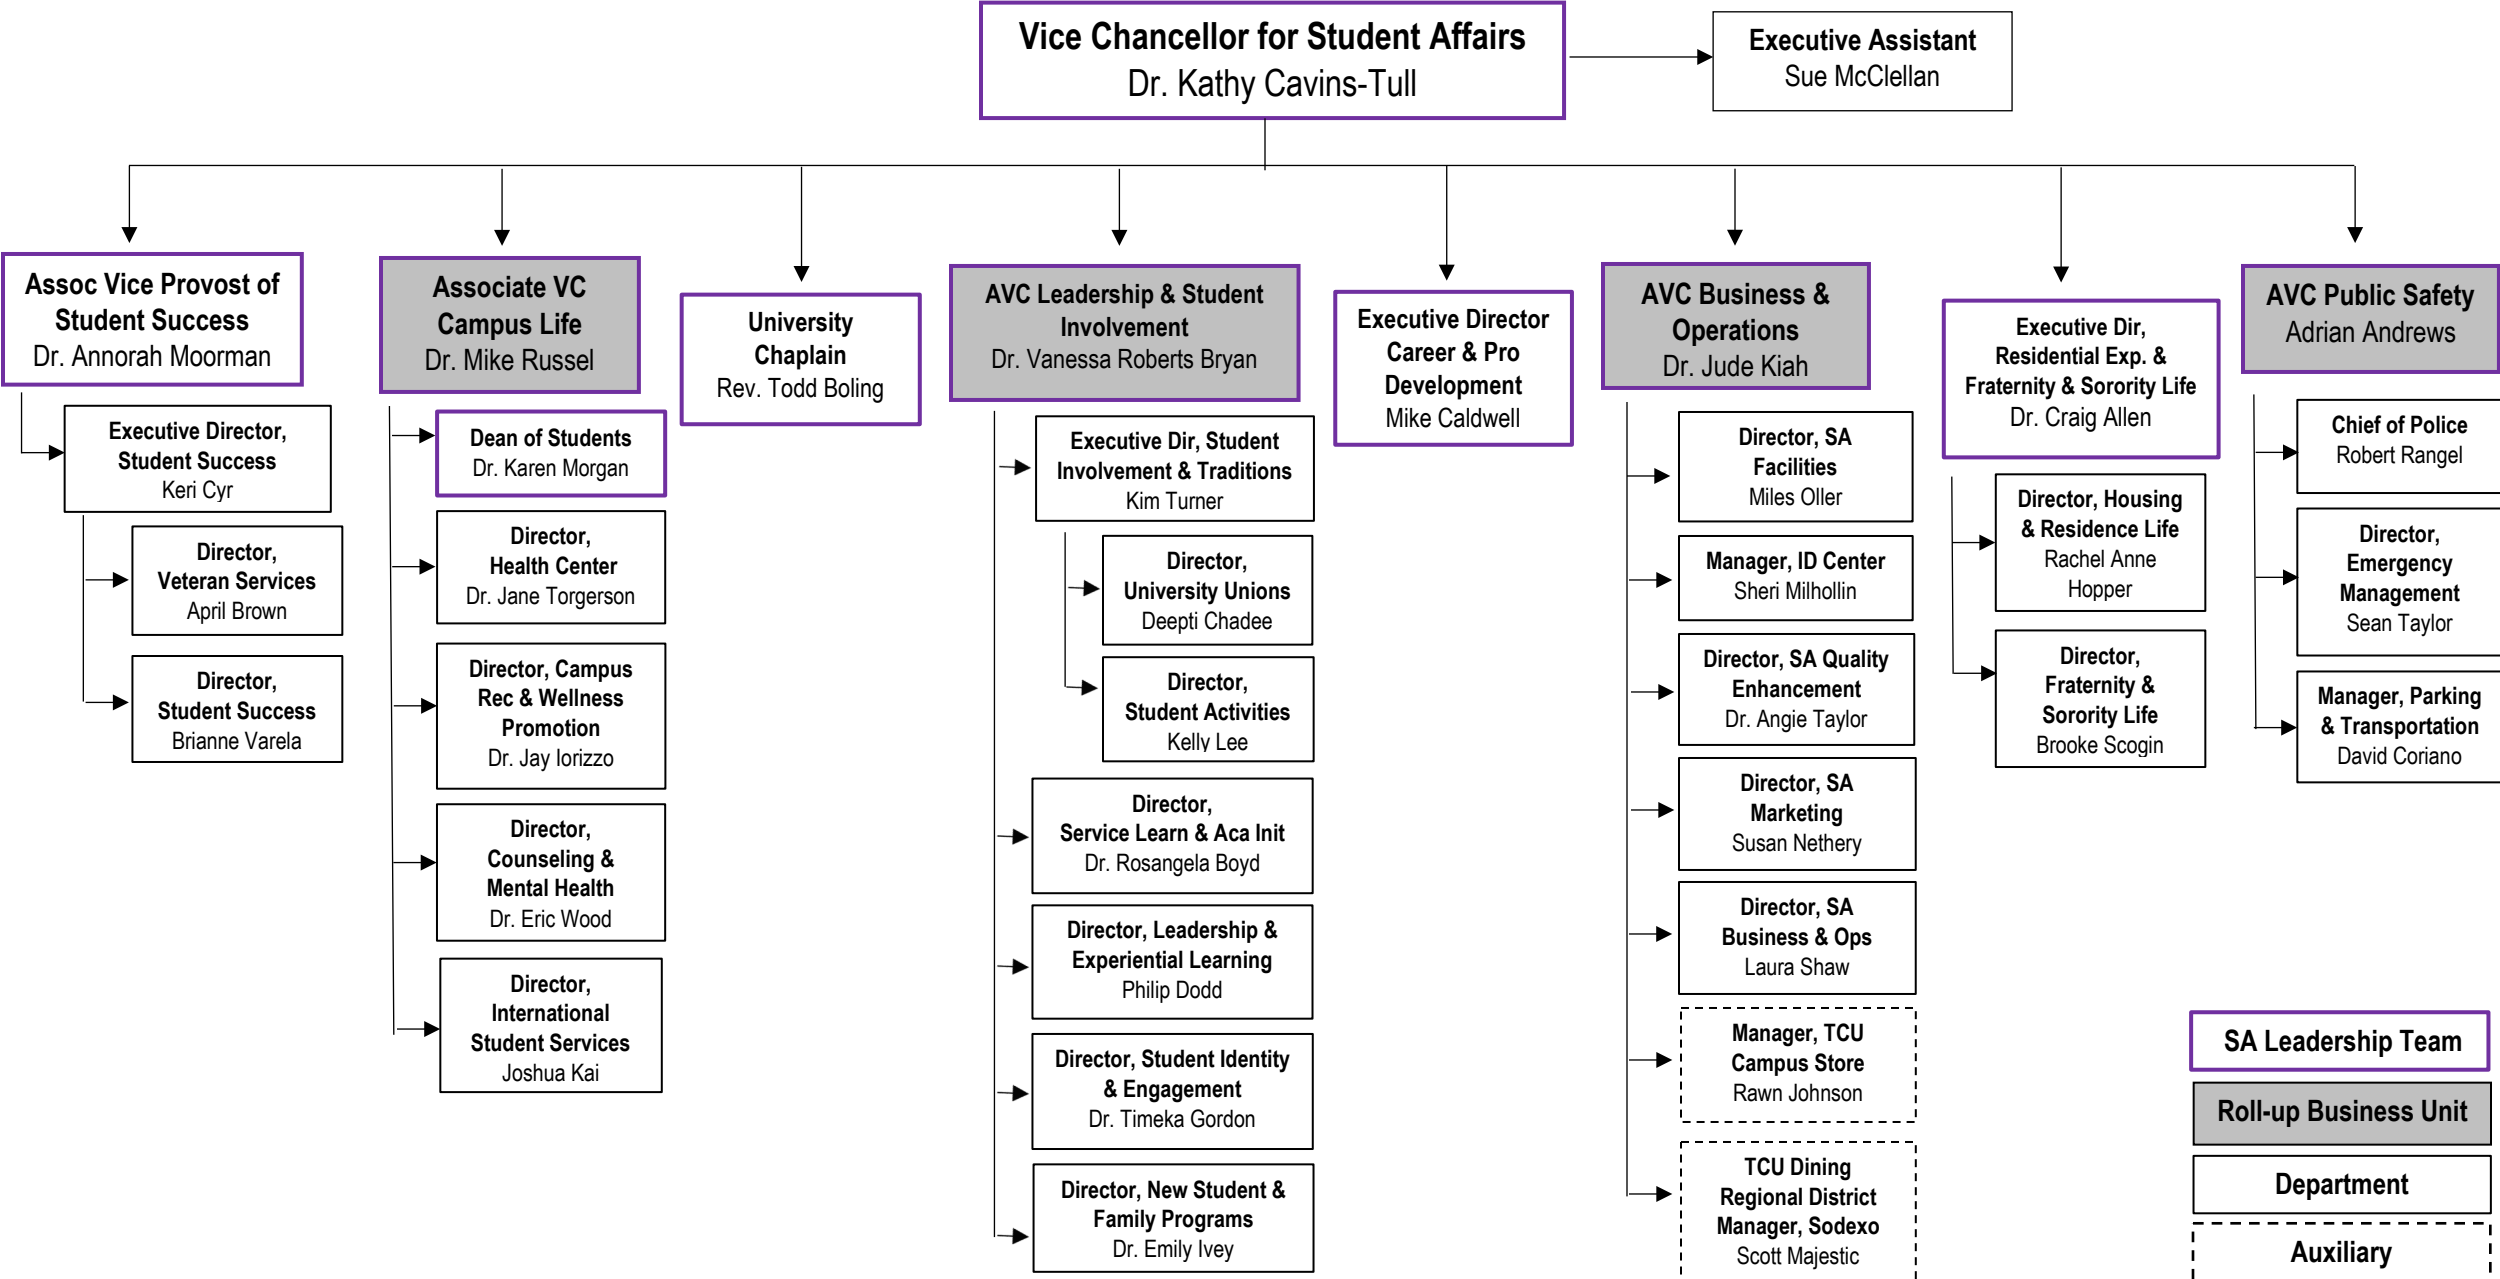 Vice Chancellor for Student Affairs
Dr. Kathy Cavins-Tull
Executive Assistant
Sue McClellan
Assoc Vice Provost of
Student Success
Dr. Annorah Moorman
Executive Director,
Student Success
Keri Cyr
Director,
Veteran Services
April Brown
Director,
Student Success
Brianne Varela
Associate VC
Campus Life
Dr. Mike Russel
Dean of Students
Dr. Karen Morgan
Director,
Health Center
Dr. Jane Torgerson
Director, Campus
Rec & Wellness
Promotion
Dr. Jay Iorizzo
Director,
Counseling &
Mental Health
Dr. Eric Wood
Director,
International
Student Services
Joshua Kai
University
Chaplain
Rev. Todd Boling
AVC Leadership & Student
Involvement
Dr. Vanessa Roberts Bryan
Executive Dir, Student
Involvement & Traditions
Kim Turner
Director,
University Unions
Deepti Chadee
Director,
Student Activities
Kelly Lee
Director,
Service Learn & Aca Init
Dr. Rosangela Boyd
Director, Leadership &
Experiential Learning
Philip Dodd
Director, Student Identity
& Engagement
Dr. Timeka Gordon
Director, New Student &
Family Programs
Dr. Emily Ivey
Executive Director
Career & Pro
Development
Mike Caldwell
AVC Business &
Operations
Dr. Jude Kiah
Director, SA
Facilities
Miles Oller
Manager, ID Center
Sheri Milhollin
Director, SA Quality
Enhancement
Dr. Angie Taylor
Director, SA
Marketing
Susan Nethery
Director, SA
Business & Ops
Laura Shaw
Manager, TCU
Campus Store
Rawn Johnson
TCU Dining
Regional District
Manager, Sodexo
Scott Majestic
Executive Dir,
Residential Exp. &
Fraternity & Sorority Life
Dr. Craig Allen
Director, Housing
& Residence Life
Rachel Anne
Hopper
Director,
Fraternity &
Sorority Life
Brooke Scogin
AVC Public Safety
Adrian Andrews
Chief of Police
Robert Rangel
Director,
Emergency
Management
Sean Taylor
Manager, Parking
& Transportation
David Coriano
SA Leadership Team
Roll-up Business Unit
Department
Auxiliary